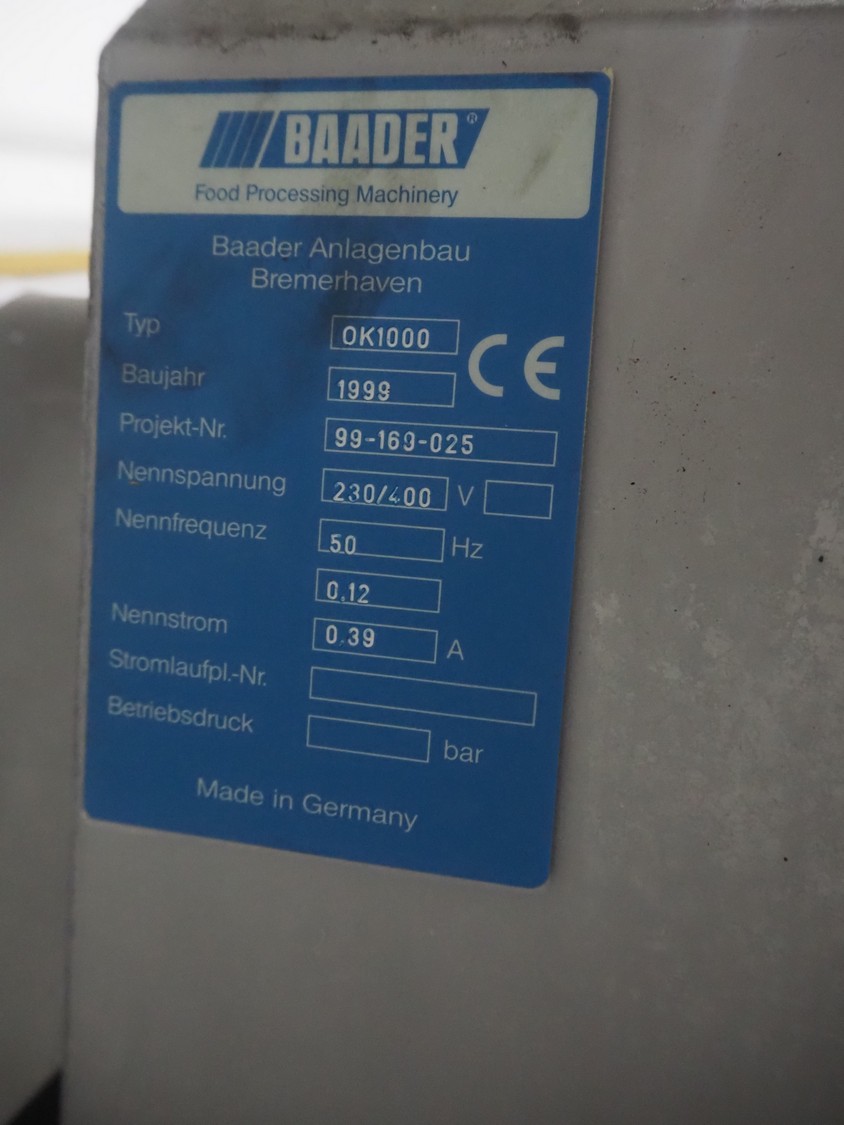 BAADER®
Food Processing Machinery
Baader Anlagenbau
Bremerhaven
Typ OK1000 CE
Baujahr 1999
Projekt-Nr. 99-169-025
Nennspannung 230/400 V
Nennfrequenz 50 Hz
0.12
Nennstrom 0.39 A
Stromlaufpl.-Nr.
Betriebsdruck bar
Made in Germany